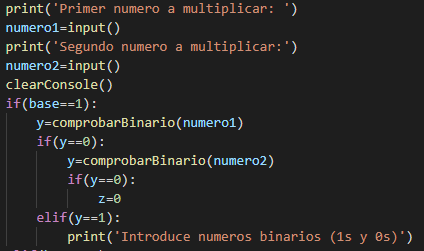 print('Primer numero a multiplicar: ')
numero1=input()
print('Segundo numero a multiplicar:')
numero2=input()
clearConsole()
if(base==1):
    y=comprobarBinario(numero1)
    if(y==0):
        y=comprobarBinario(numero2)
        if(y==0):
            z=0
    elif(y==1):
        print('Introduce numeros binarios (1s y 0s)')